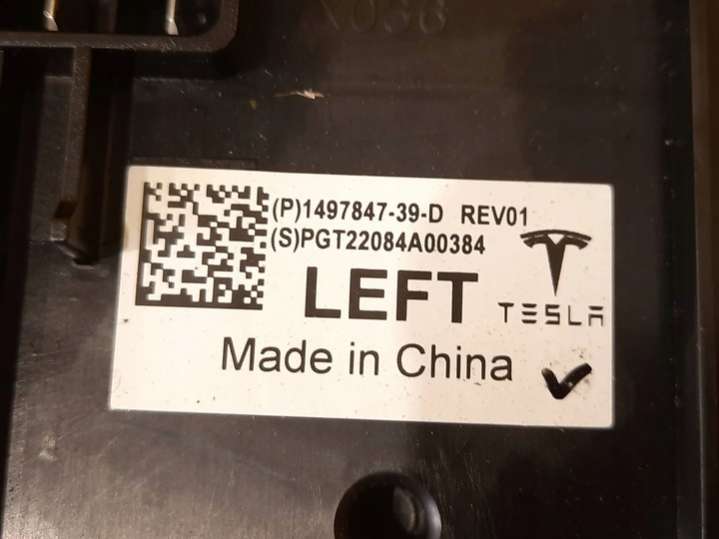 (P)1497847-39-D REV01
(S)PGT22084A00384
LEFT
TESLA
Made in China